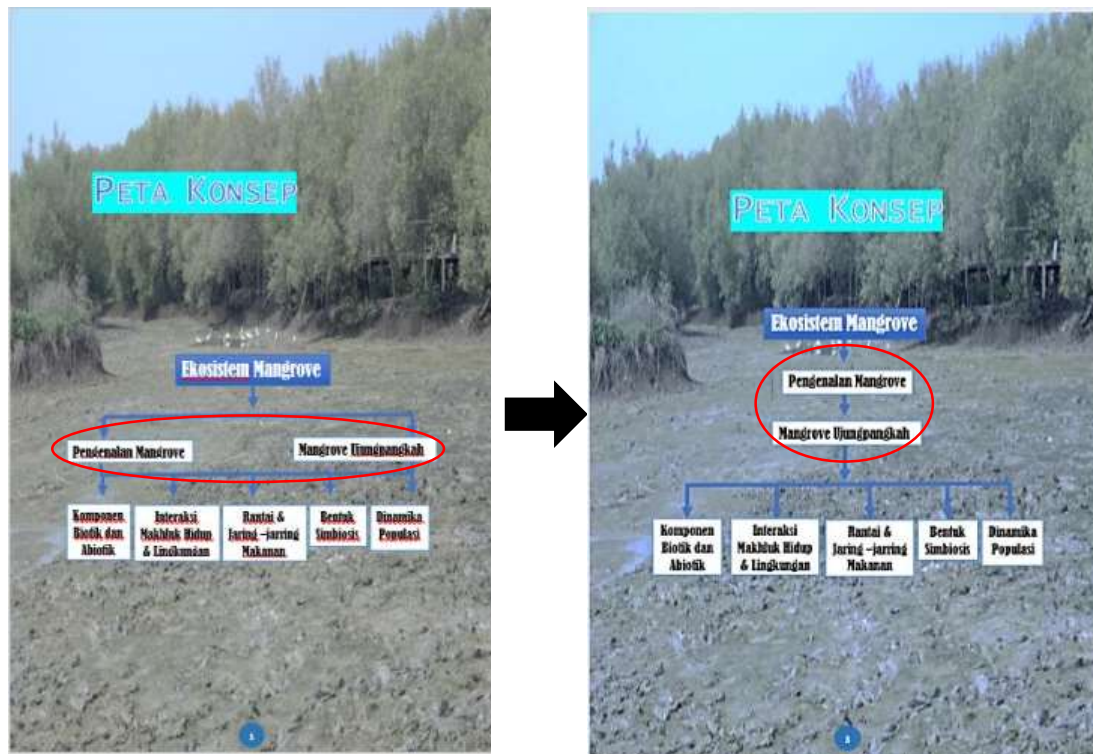 PETA KONSEP
Ekosistem Mangrove
Pengenalan Mangrove
Mangrove Ujungpangkah
Komponen
Biotik dan
Abiotik
Interaksi
Makhluk Hidup
& Lingkungan
Rantai &
Jaring –jarring
Makanan
Bentuk
Simbiosis
Dinamika
Populasi
PETA KONSEP
Ekosistem Mangrove
Pengenalan Mangrove
Mangrove Ujungpangkah
Komponen
Biotik dan
Abiotik
Interaksi
Makhluk Hidup
& Lingkungan
Rantai &
Jaring –jarring
Makanan
Bentuk
Simbiosis
Dinamika
Populasi